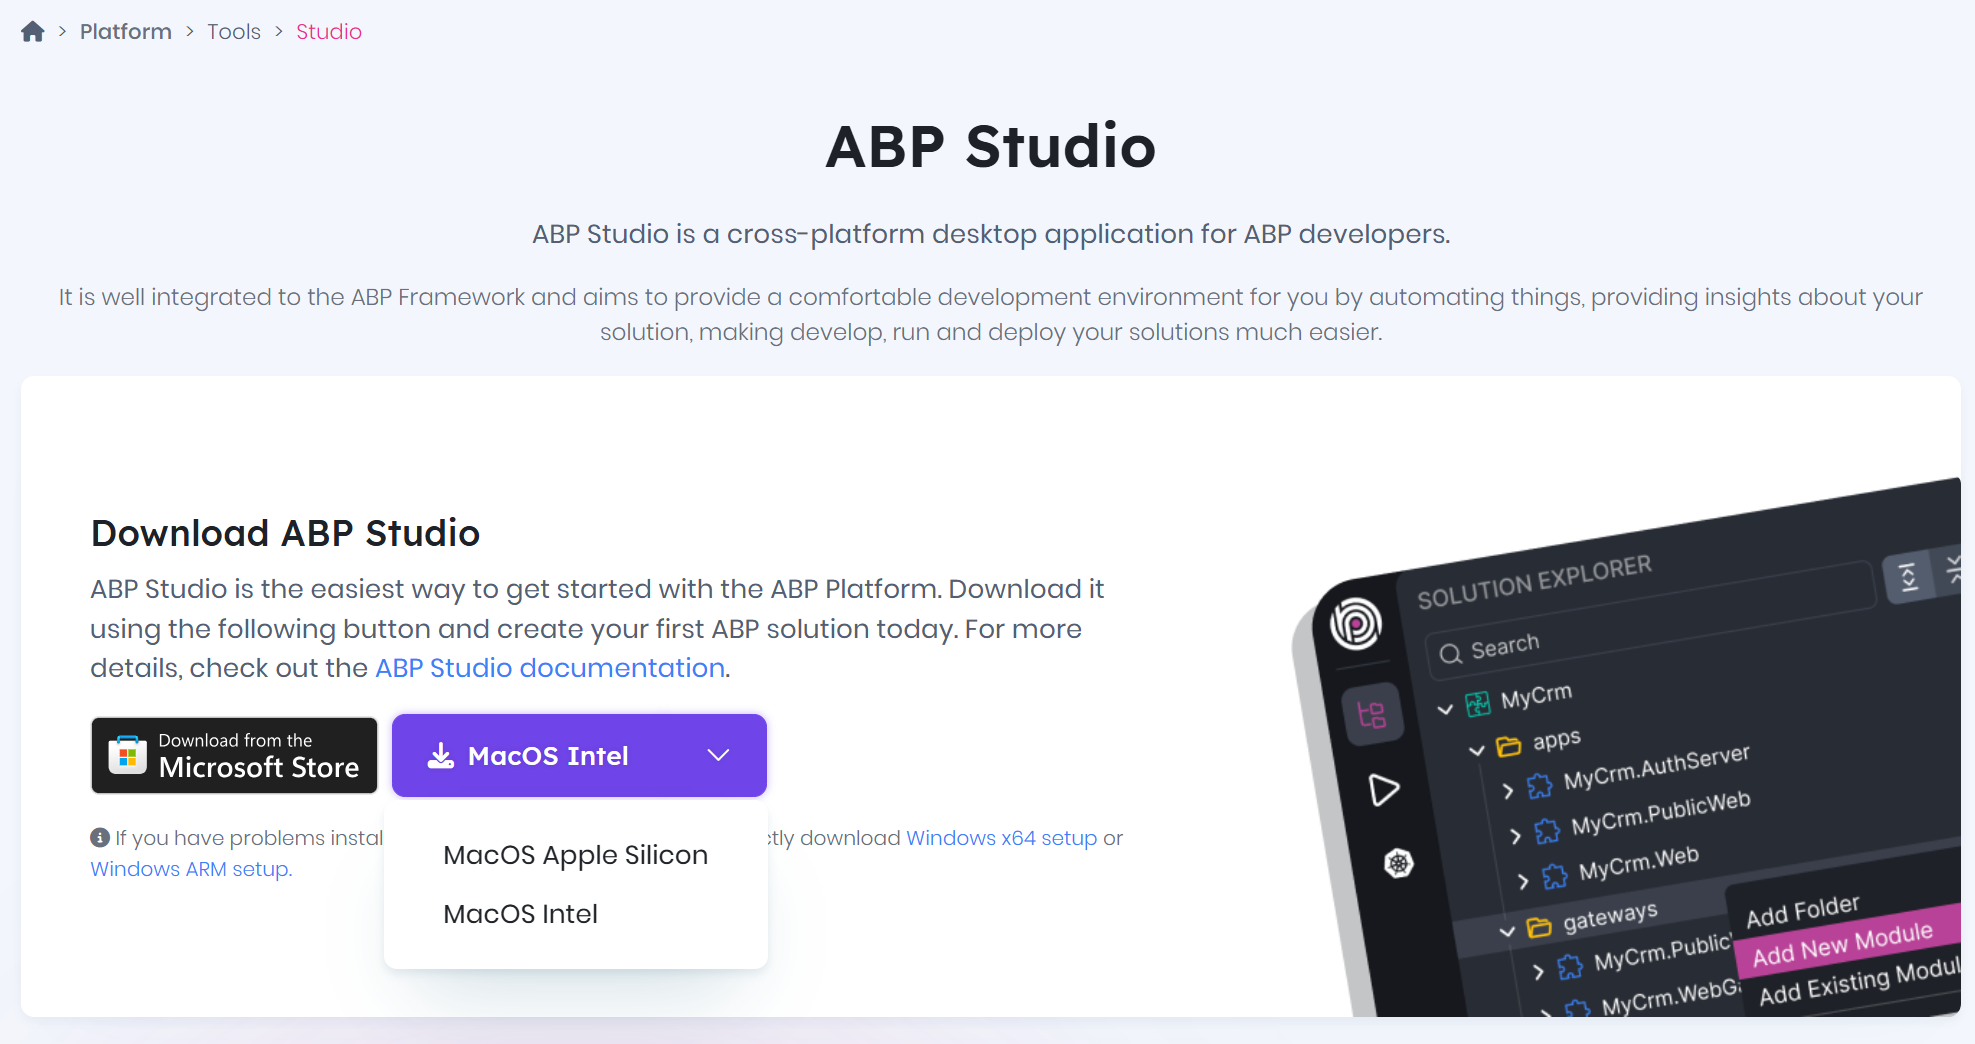 Platform > Tools > Studio
ABP Studio
ABP Studio is a cross-platform desktop application for ABP developers.
It is well integrated to the ABP Framework and aims to provide a comfortable development environment for you by automating things, providing insights about your
solution, making develop, run and deploy your solutions much easier.
Download ABP Studio
ABP Studio is the easiest way to get started with the ABP Platform. Download it
using the following button and create your first ABP solution today. For more
details, check out the ABP Studio documentation.
Download from the
Microsoft Store
MacOS Intel
If you have problems instal
ctly download Windows x64 setup or
Windows ARM setup.
MacOS Apple Silicon
MacOS Intel
SOLUTION EXPLORER
Search
MyCrm
apps
MyCrm.AuthServer
MyCrm.PublicWeb
MyCrm.Web
gateways
MyCrm.Public
MyCrm.WebGa
Add Folder
Add New Module
Add Existing Modul